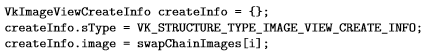 VkImageViewCreateInfo createInfo = {};
createInfo.sType = VK_STRUCTURE_TYPE_IMAGE_VIEW_CREATE_INFO;
createInfo.image = swapChainImages[i];